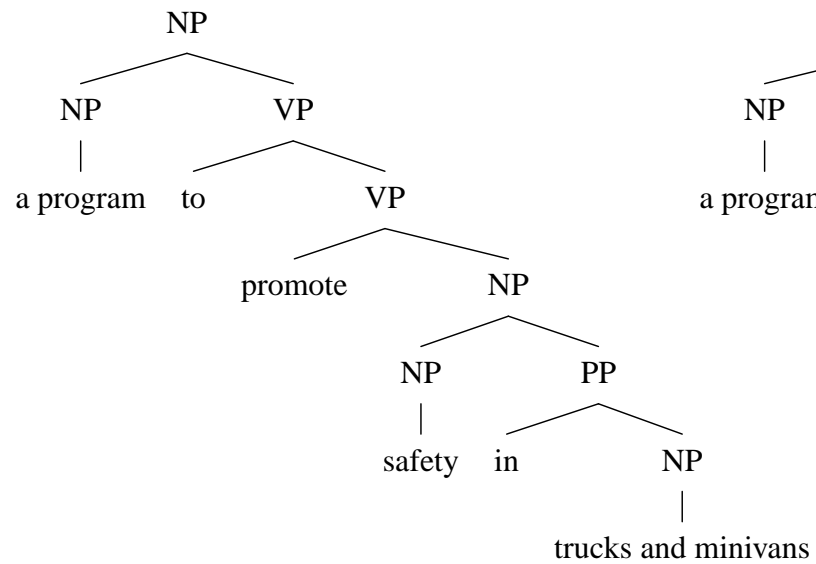 NP
NP VP NP
a program to VP a program
promote NP
NP PP
safety in NP
trucks and minivans